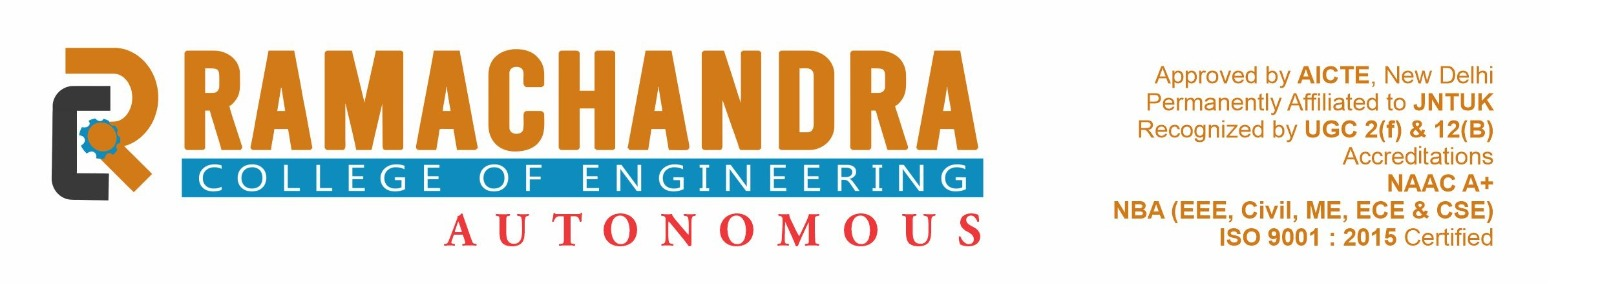 RAMACHANDRA
COLLEGE OF ENGINEERING
AUTONOMOUS
Approved by AICTE, New Delhi
Permanently Affiliated to JNTUK
Recognized by UGC 2(f) & 12(B)
Accreditations
NAAC A+
NBA (EEE, Civil, ME, ECE & CSE)
ISO 9001 : 2015 Certified